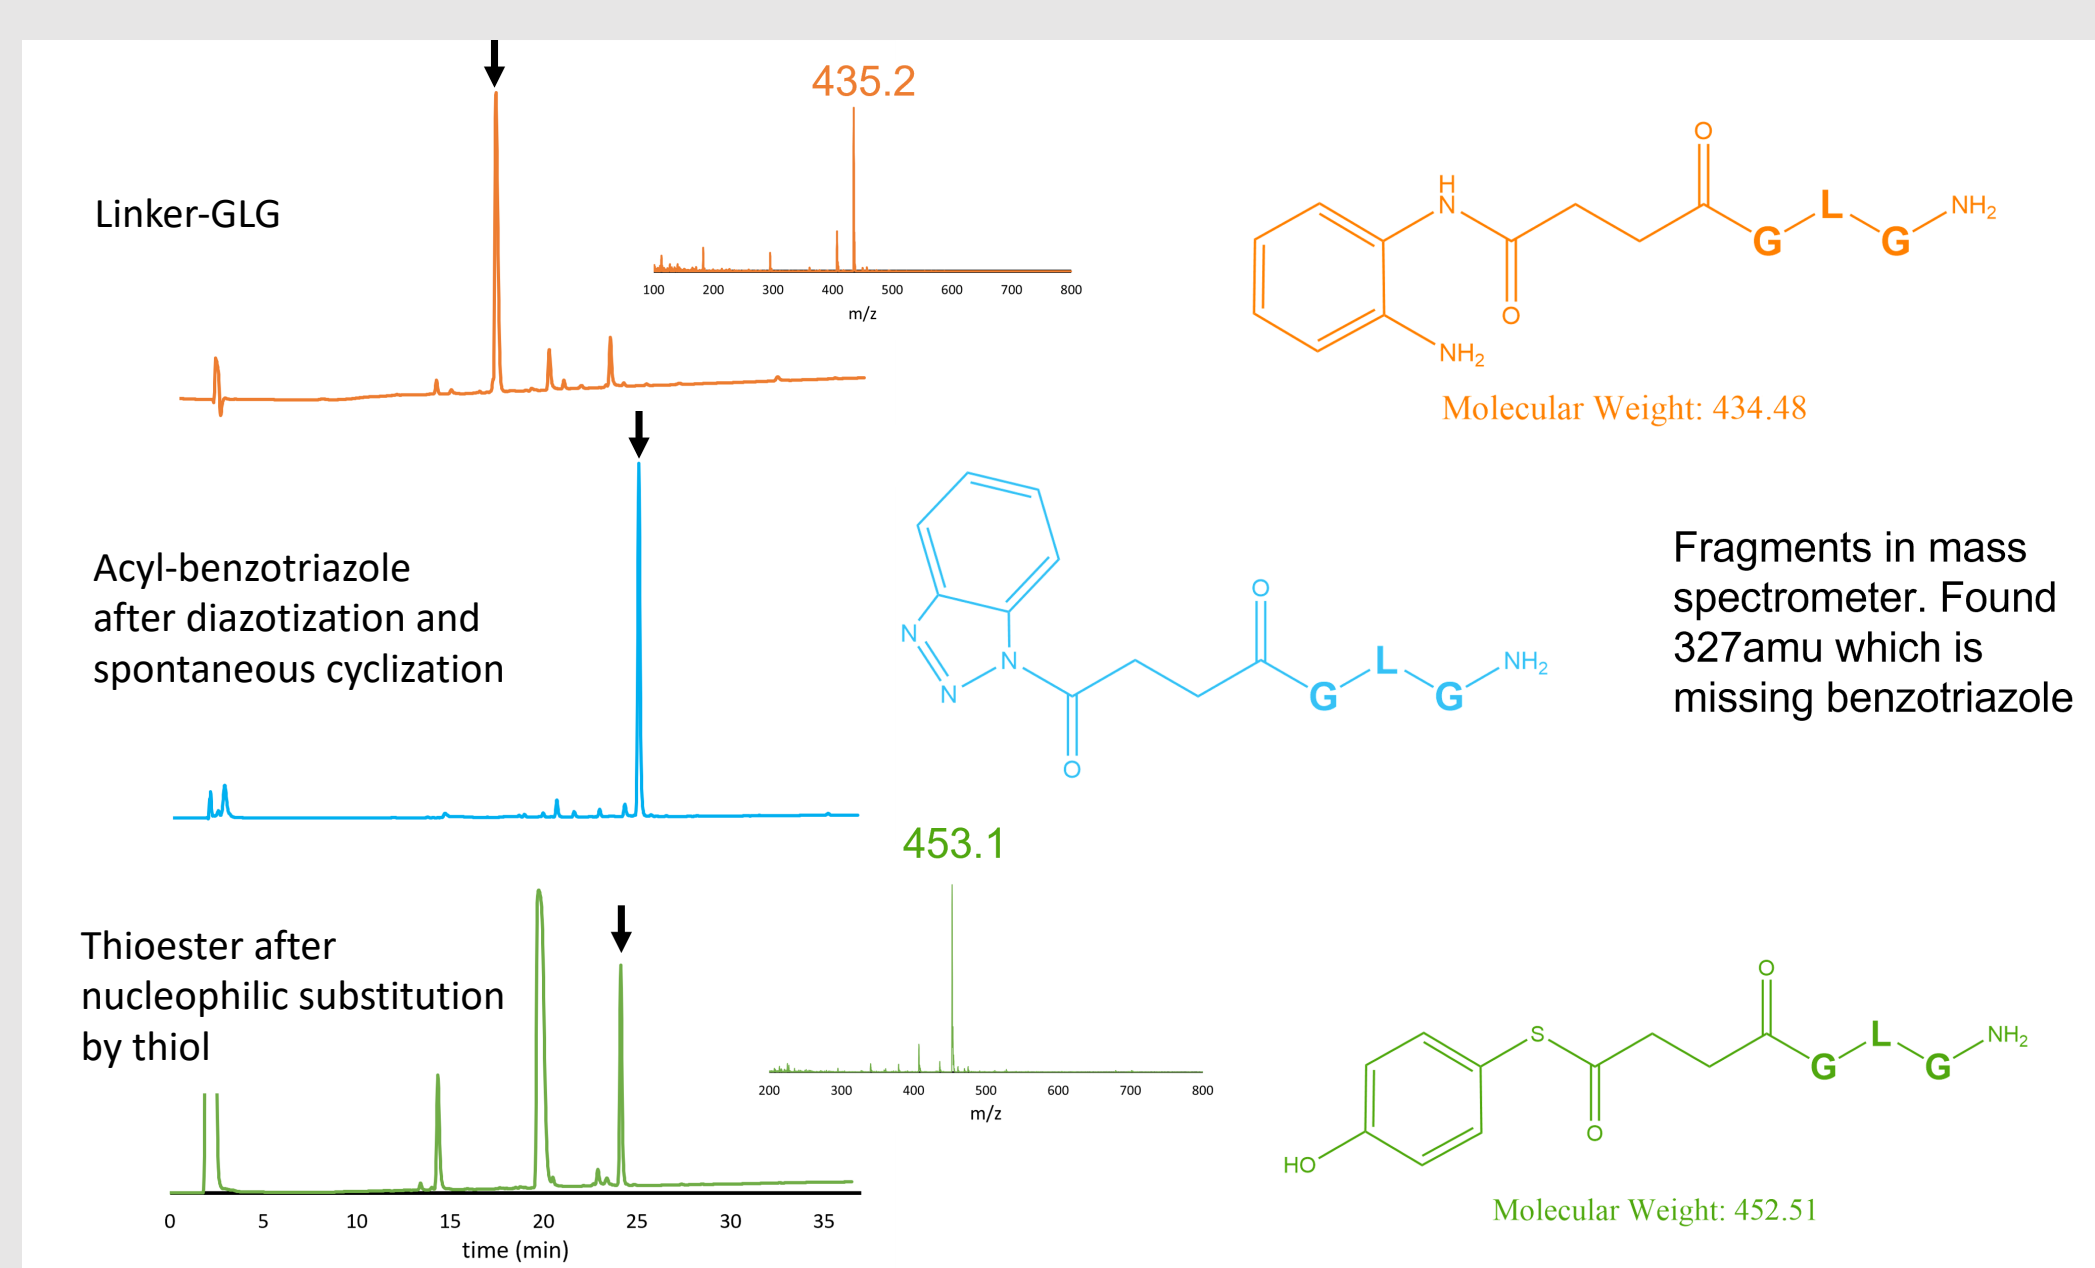 435.2
Linker-GLG
100 200 300 400 500 600 700 800
m/z
O
H
N
L
NH2
G
G
O
NH2
Molecular Weight: 434.48
Acyl-benzotriazole
after diazotization and
spontaneous cyclization
O
N
N
N
L
NH2
G
G
O
Fragments in mass
spectrometer. Found
327amu which is
missing benzotriazole
453.1
Thioester after
nucleophilic substitution
by thiol
200 300 400 500 600 700 800
m/z
O
S
L
NH2
G
G
O
HO
Molecular Weight: 452.51
0 5 10 15 20 25 30 35
time (min)